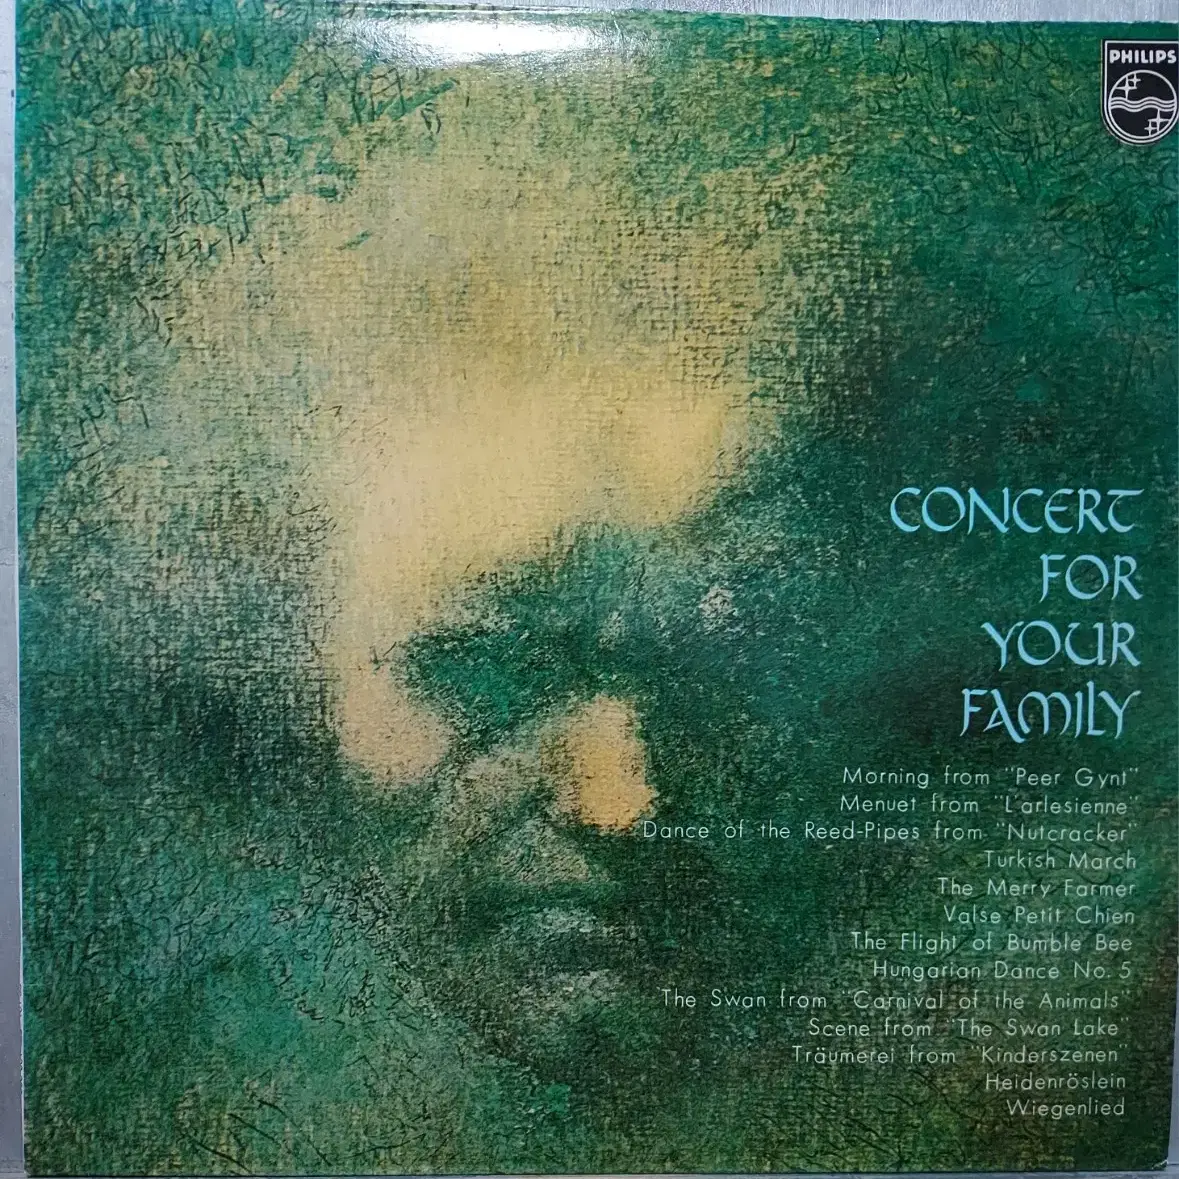 PHILIPS
CONCERT
FOR
YOUR
FAMILY
Morning from "Peer Gynt"
Menuet from "L'arlesienne"
Dance of the Reed-Pipes from "Nutcracker"
Turkish March
The Merry Farmer
Valse Petit Chien
The Flight of Bumble Bee
Hungarian Dance No. 5
The Swan from "Carnival of the Animals"
Scene from "The Swan Lake"
Träumerei from "Kinderszenen"
Heidenröslein
Wiegenlied